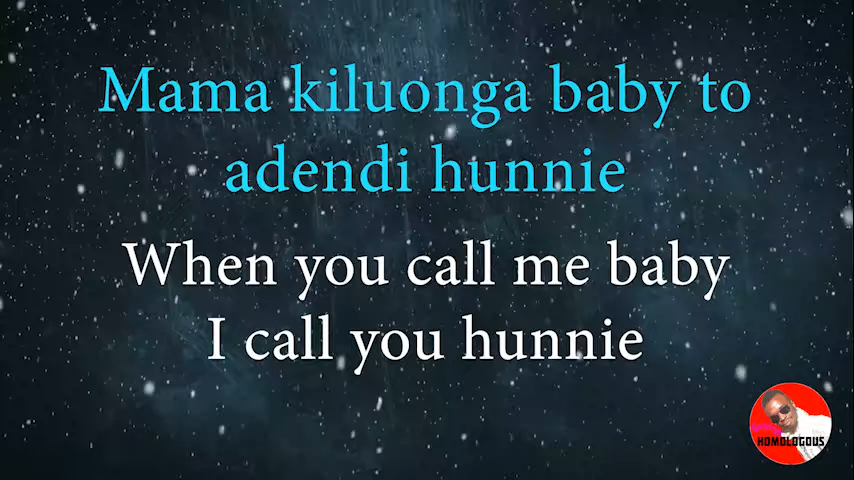 Mama kiluonga baby to
adendi hunnie
When you call me baby
I call you hunnie
HOMOLOGOUS